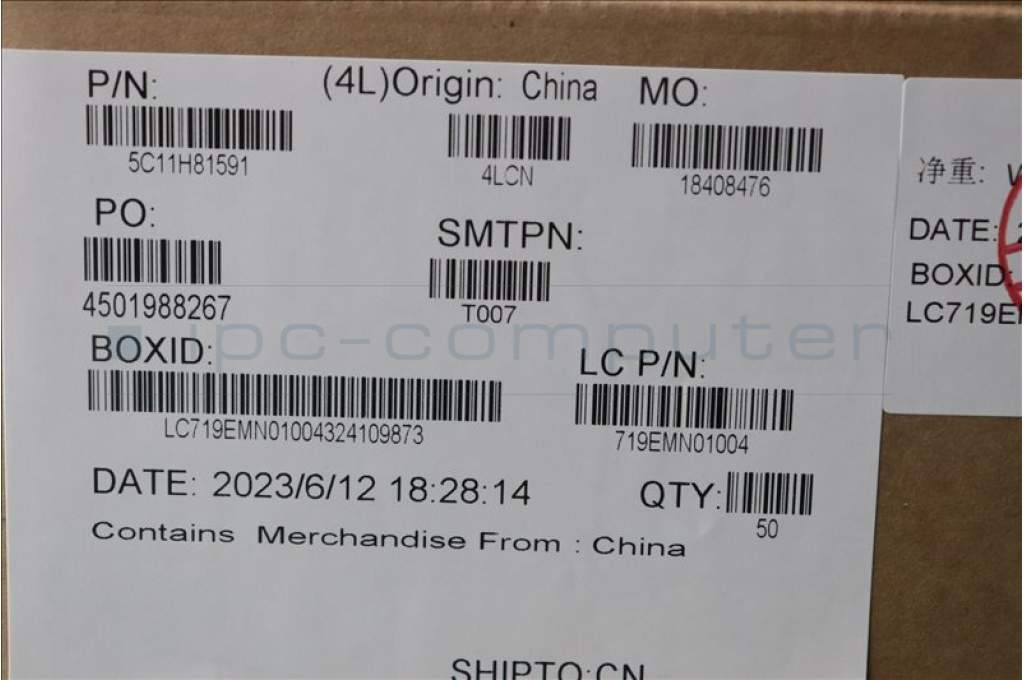 P/N:
(4L)Origin: China
MO:
5C11H81591
4LCN
18408476
PO:
SMTPN:
4501988267
T007
ipc-computer
BOXID:
LC P/N:
LC719EMN01004324109873
719EMN01004
DATE: 2023/6/12 18:28:14
QTY:
50
Contains Merchandise From : China
SHIPTO:CN
净重:
DATE:
BOXID:
LC719E